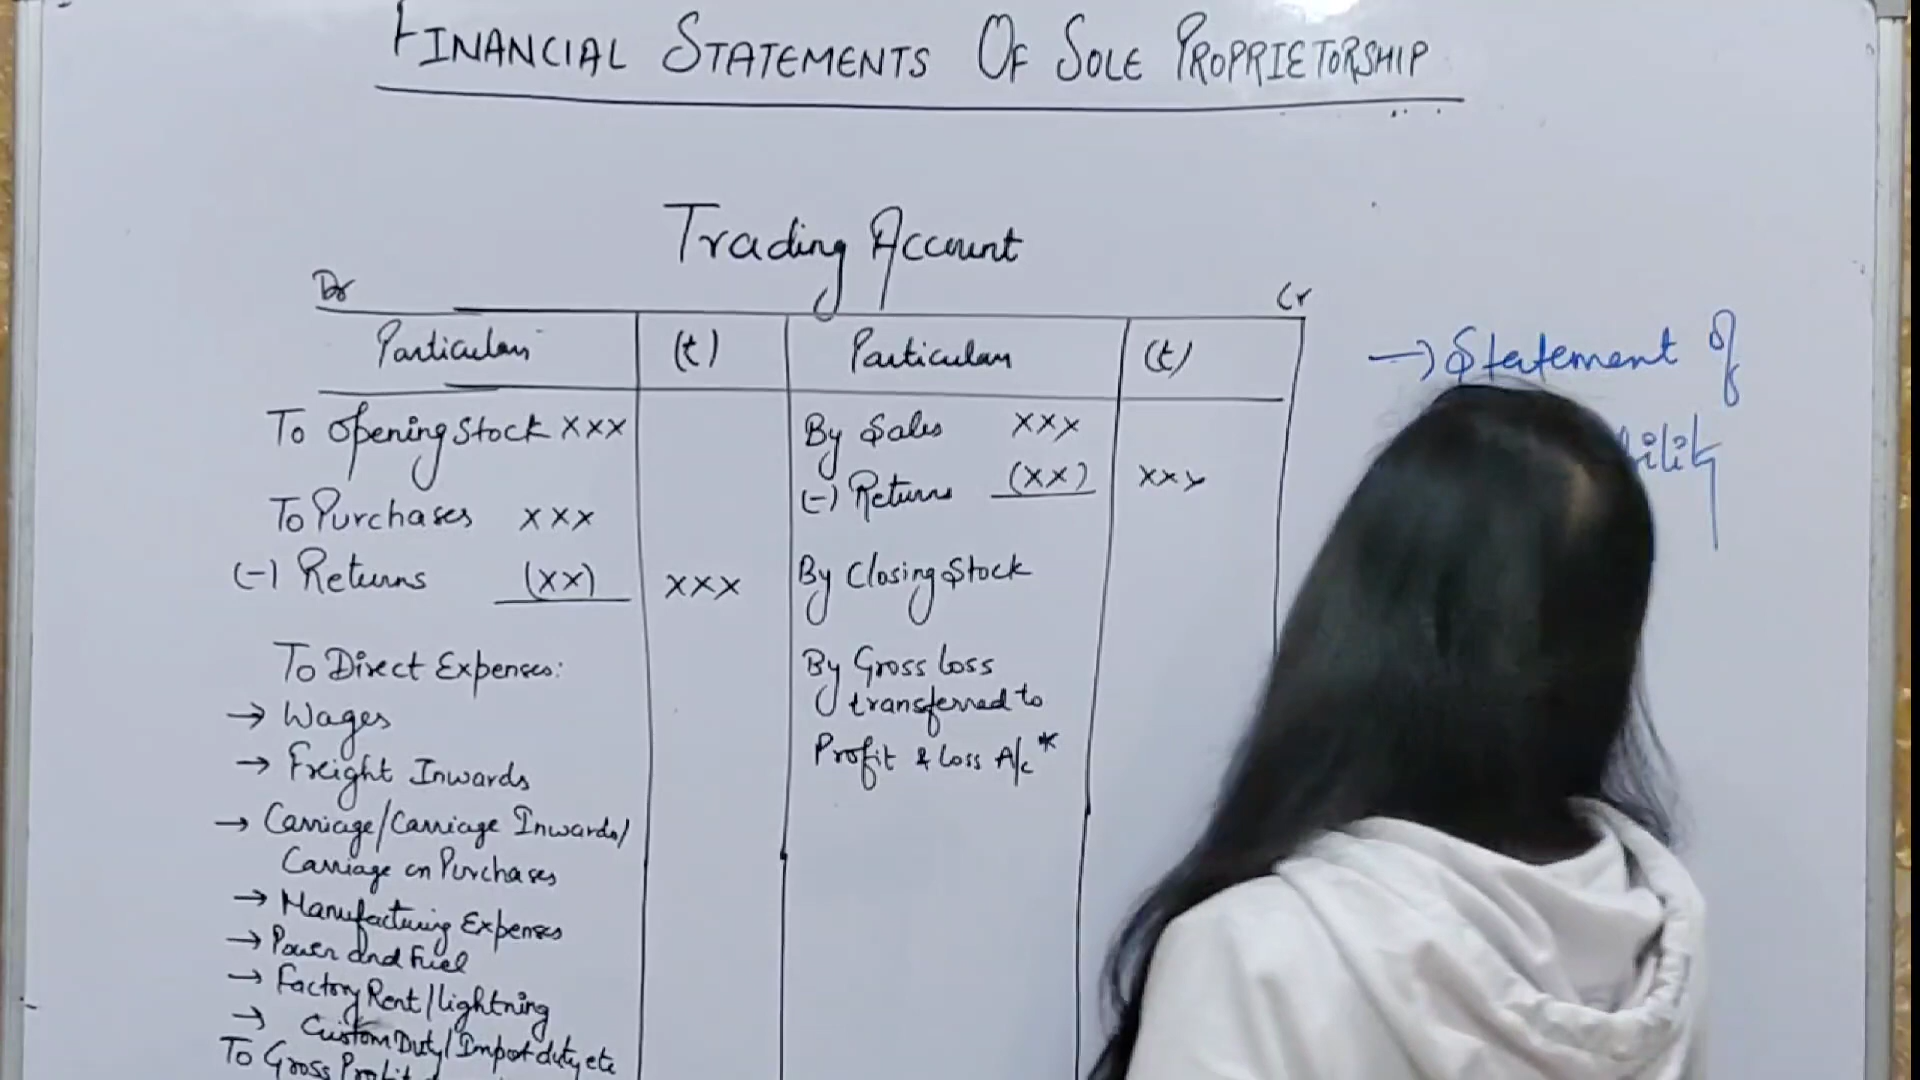 FINANCIAL STATEMENTS OF SOLE PROPRIETORSHIP
Trading Account
Dr
Cr
Particulars (t) Particulars (t)
To Opening Stock xxx
To Purchases xxx
(-) Returns (xx) xxx
To Direct Expenses:
→ Wages
→ Freight Inwards
→ Carriage/Carriage Inwards/
Carriage on Purchases
→ Manufacturing Expenses
→ Power and Fuel
→ Factory Rent/lightning
→ Custom Duty/Import duty etc
To Gross Profit
By Sales xxx
(-) Returns (xx) xxx
By Closing Stock
By Gross loss
transferred to
Profit & Loss A/c*
→ Statement of